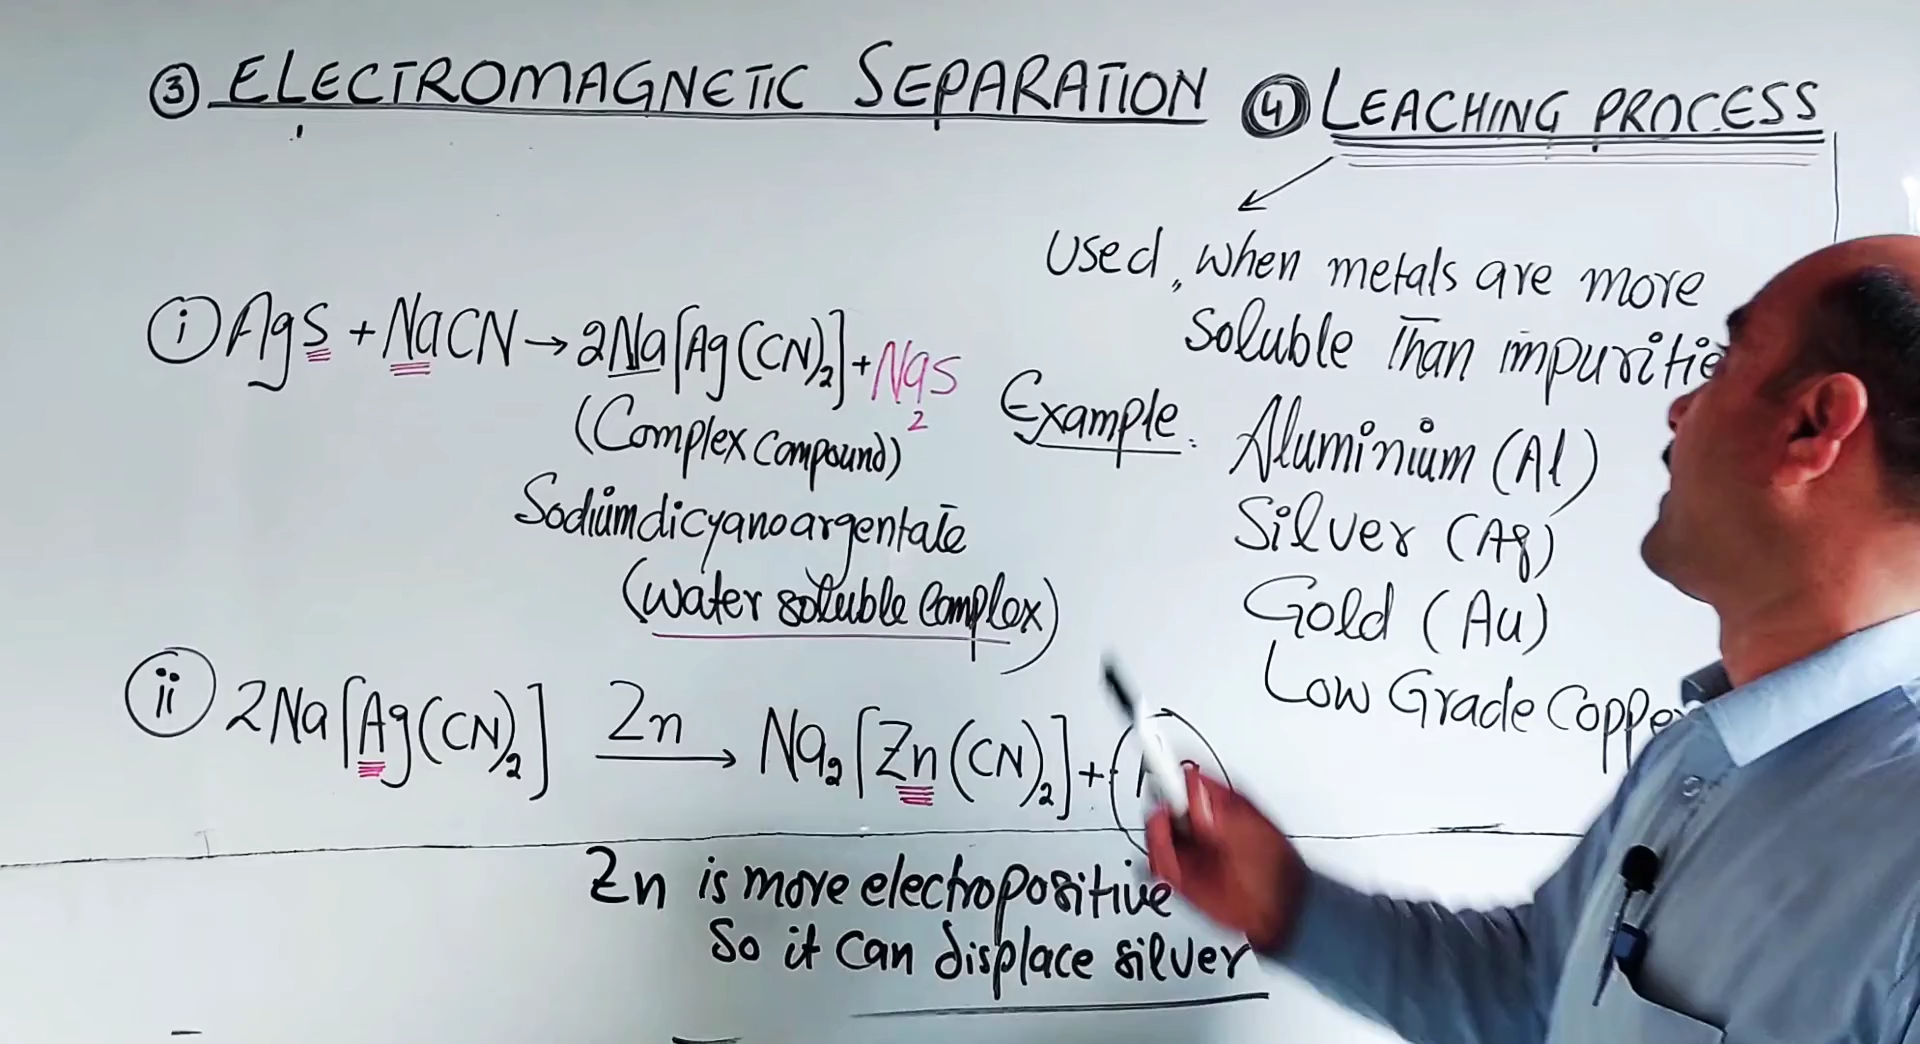 ③ ELECTROMAGNETIC SEPARATION
④ LEACHING PROCESS
Used, when metals are more
soluble Than impuritie
Example: Aluminium (Al)
Silver (Ag)
Gold (Au)
Low Grade Copper
ⓘ AgS + NaCN → 2Na[Ag(CN)₂] + Na₂S
(Complex Compound)
Sodiumdicyanoargentate
(water soluble Complex)
ⓘⓘ 2Na[Ag(CN)₂] Zn → Na₂[Zn(CN)₂] +
Zn is more electropositive
So it can displace silver